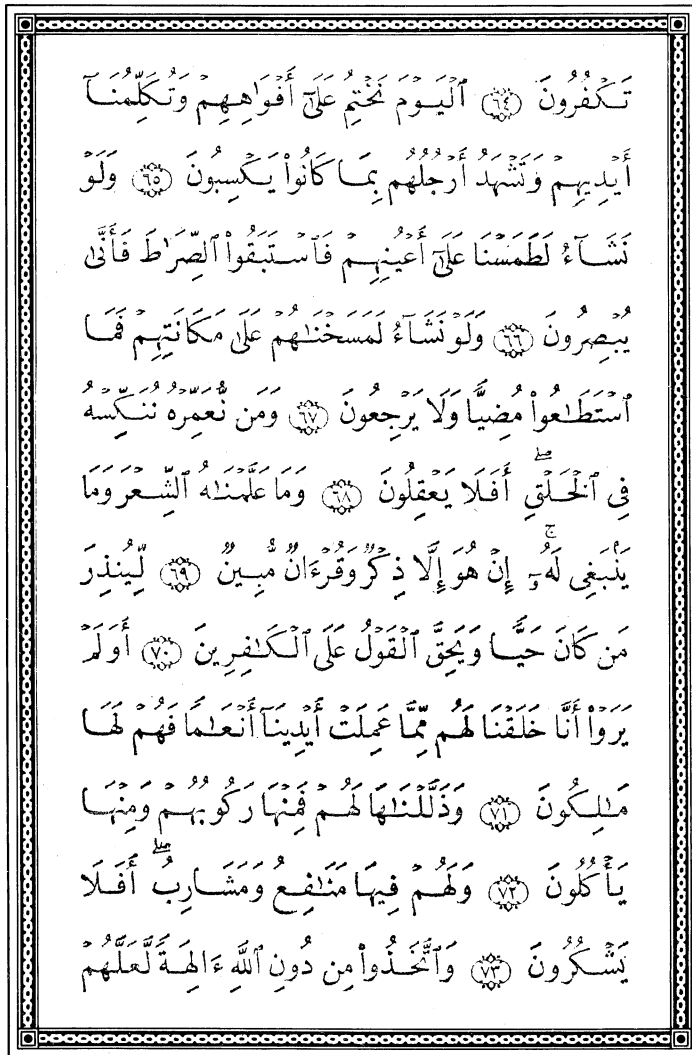 تَكۡفُرُونَ ٦٤ ٱلۡيَوۡمَ نَخۡتِمُ عَلَىٰٓ أَفۡوَٰهِهِمۡ وَتُكَلِّمُنَآ
أَيۡدِيهِمۡ وَتَشۡهَدُ أَرۡجُلُهُم بِمَا كَانُواْ يَكۡسِبُونَ ٦٥ وَلَوۡ
نَشَآءُ لَطَمَسۡنَا عَلَىٰٓ أَعۡيُنِهِمۡ فَٱسۡتَبَقُواْ ٱلصِّرَٰطَ فَأَنَّىٰ
يُبۡصِرُونَ ٦٦ وَلَوۡ نَشَآءُ لَمَسَخۡنَٰهُمۡ عَلَىٰ مَكَانَتِهِمۡ فَمَا
ٱسۡتَطَٰعُواْ مُضِيًّا وَلَا يَرۡجِعُونَ ٦٧ وَمَن نُّعَمِّرۡهُ نُنَكِّسۡهُ
فِي ٱلۡخَلۡقِۖ أَفَلَا يَعۡقِلُونَ ٦٨ وَمَا عَلَّمۡنَٰهُ ٱلشِّعۡرَ وَمَا
يَنۢبَغِي لَهُۥٓۚ إِنۡ هُوَ إِلَّا ذِكۡرٞ وَقُرۡءَانٞ مُّبِينٞ ٦٩ لِّيُنذِرَ
مَن كَانَ حَيّٗا وَيَحِقَّ ٱلۡقَوۡلُ عَلَى ٱلۡكَٰفِرِينَ ٧٠ أَوَلَمۡ
يَرَوۡاْ أَنَّا خَلَقۡنَا لَهُم مِّمَّا عَمِلَتۡ أَيۡدِينَآ أَنۡعَٰمٗا فَهُمۡ لَهَا
مَٰلِكُونَ ٧١ وَذَلَّلۡنَٰهَا لَهُمۡ فَمِنۡهَا رَكُوبُهُمۡ وَمِنۡهَا
يَأۡكُلُونَ ٧٢ وَلَهُمۡ فِيهَا مَنَٰفِعُ وَمَشَارِبُۖ أَفَلَا
يَشۡكُرُونَ ٧٣ وَٱتَّخَذُواْ مِن دُونِ ٱللَّهِ ءَالِهَةٗ لَّعَلَّهُمۡ